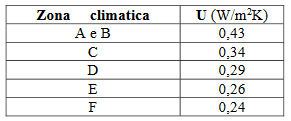 Zona climatica U (W/m²K)
A e B 0,43
C 0,34
D 0,29
E 0,26
F 0,24